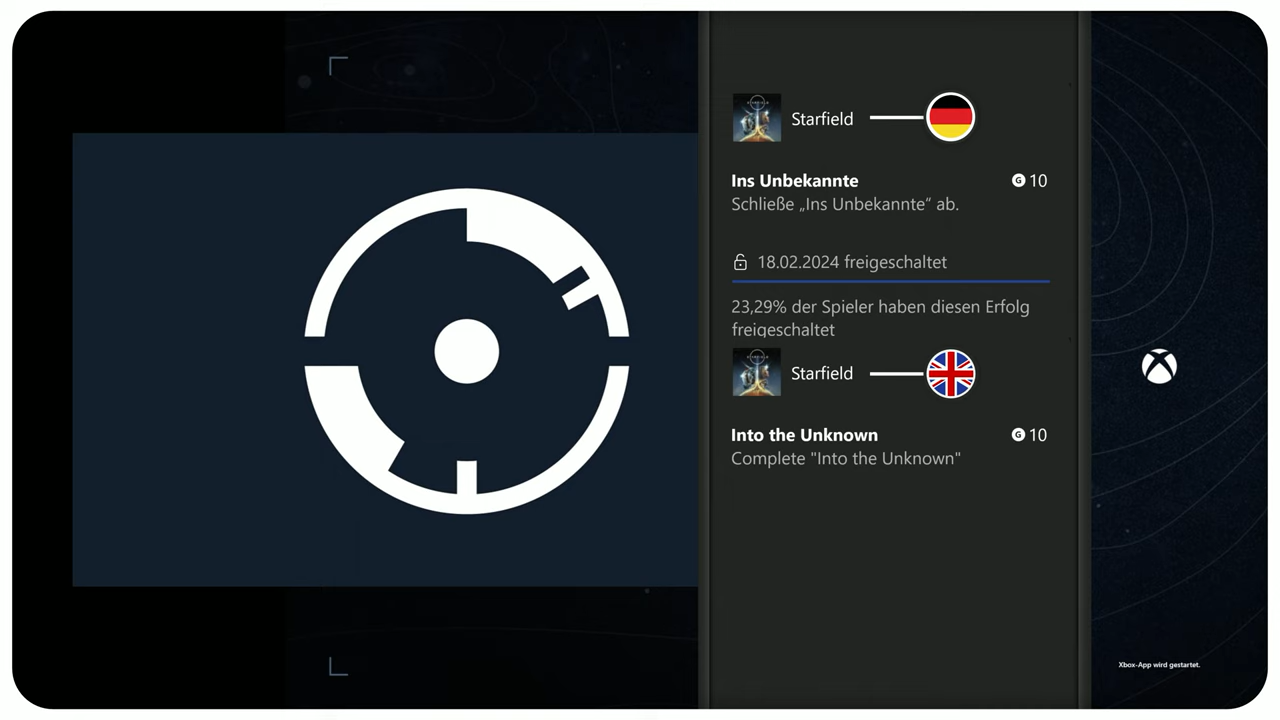 Starfield
Ins Unbekannte
G 10
Schließe „Ins Unbekannte“ ab.
18.02.2024 freigeschaltet
23,29% der Spieler haben diesen Erfolg
freigeschaltet
Starfield
Into the Unknown
G 10
Complete "Into the Unknown"
Xbox-App wird gestartet.